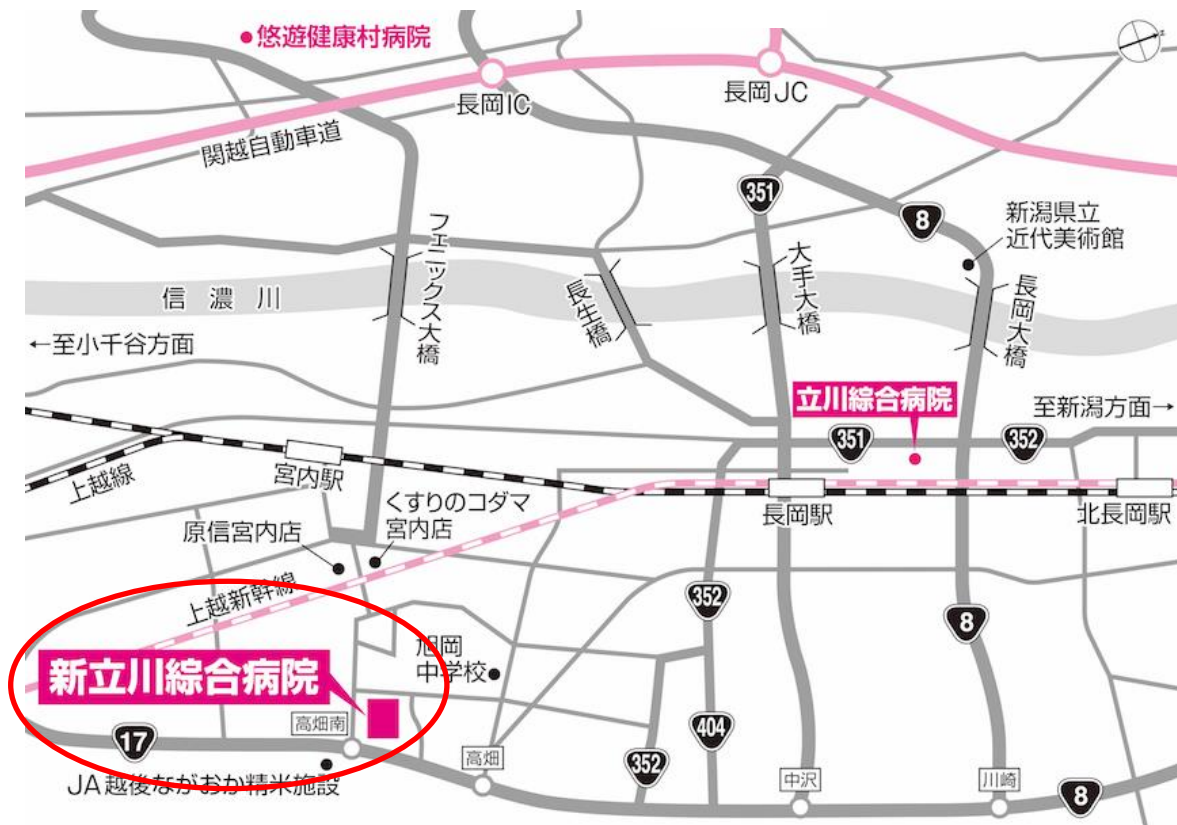 悠遊健康村病院
長岡IC
長岡JC
関越自動車道
351
8
新潟県立
近代美術館
フェニックス大橋
長生橋
大手大橋
長岡大橋
信濃川
←至小千谷方面
立川綜合病院
至新潟方面→
351
352
上越線
宮内駅
くすりのコダマ
宮内店
原信宮内店
長岡駅
北長岡駅
上越新幹線
352
8
旭岡
中学校
新立川綜合病院
高畑南
17
404
高畑
352
中沢
川崎
8
JA越後ながおか精米施設